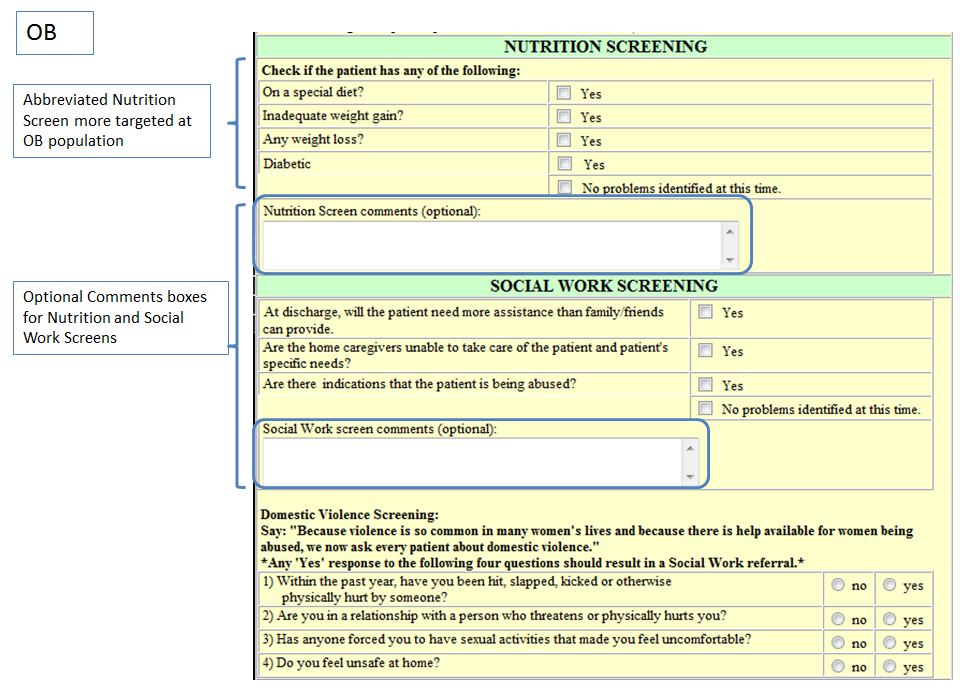 OB
Abbreviated Nutrition
Screen more targeted at
OB population
Optional Comments boxes
for Nutrition and Social
Work Screens
NUTRITION SCREENING
Check if the patient has any of the following:
On a special diet? Yes
Inadequate weight gain? Yes
Any weight loss? Yes
Diabetic Yes
No problems identified at this time.
Nutrition Screen comments (optional):
SOCIAL WORK SCREENING
At discharge, will the patient need more assistance than family/friends
can provide. Yes
Are the home caregivers unable to take care of the patient and patient's
specific needs? Yes
Are there indications that the patient is being abused? Yes
No problems identified at this time.
Social Work screen comments (optional):
Domestic Violence Screening:
Say: "Because violence is so common in many women's lives and because there is help available for women being
abused, we now ask every patient about domestic violence."
*Any 'Yes' response to the following four questions should result in a Social Work referral.*
1) Within the past year, have you been hit, slapped, kicked or otherwise
physically hurt by someone? no yes
2) Are you in a relationship with a person who threatens or physically hurts you? no yes
3) Has anyone forced you to have sexual activities that made you feel uncomfortable? no yes
4) Do you feel unsafe at home? no yes